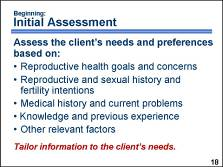 Beginning:
Initial Assessment
Assess the client's needs and preferences
based on:
• Reproductive health goals and concerns
• Reproductive and sexual history and
fertility intentions
• Medical history and current problems
• Knowledge and previous experience
• Other relevant factors
Tailor information to the client's needs.
18